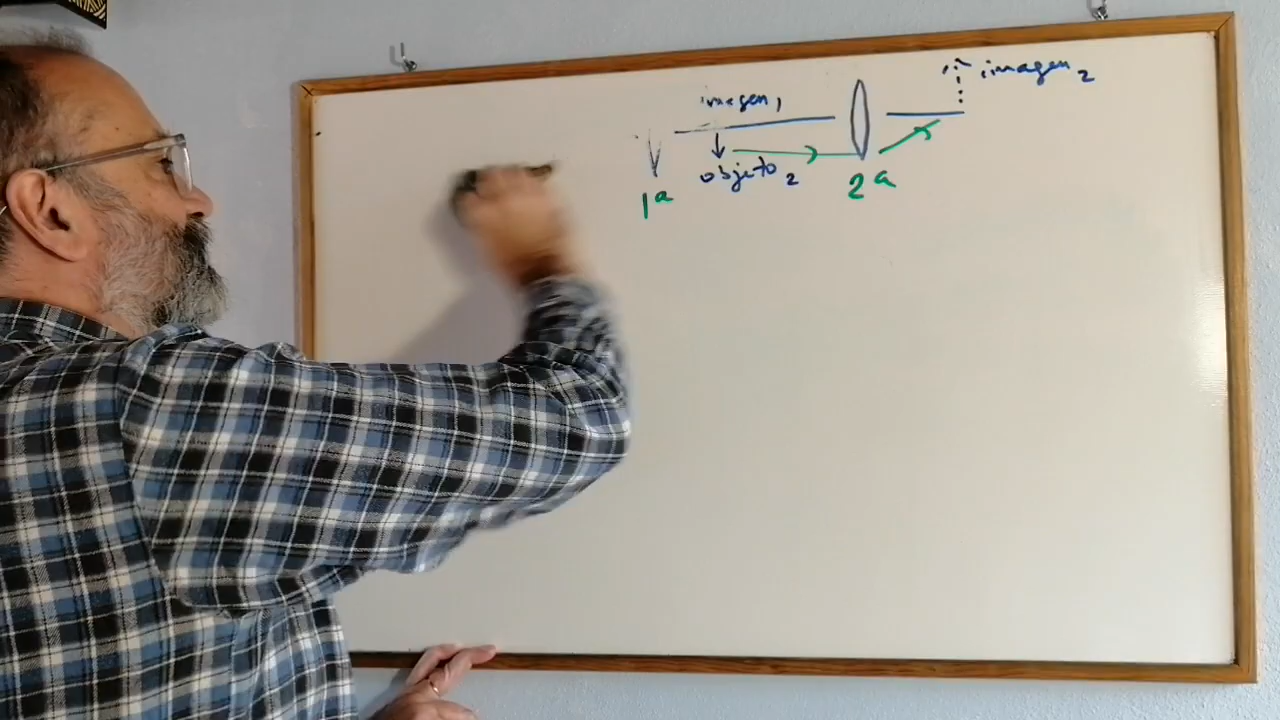 imagen₁
imagen₂
objeto₂
1ª
2ª